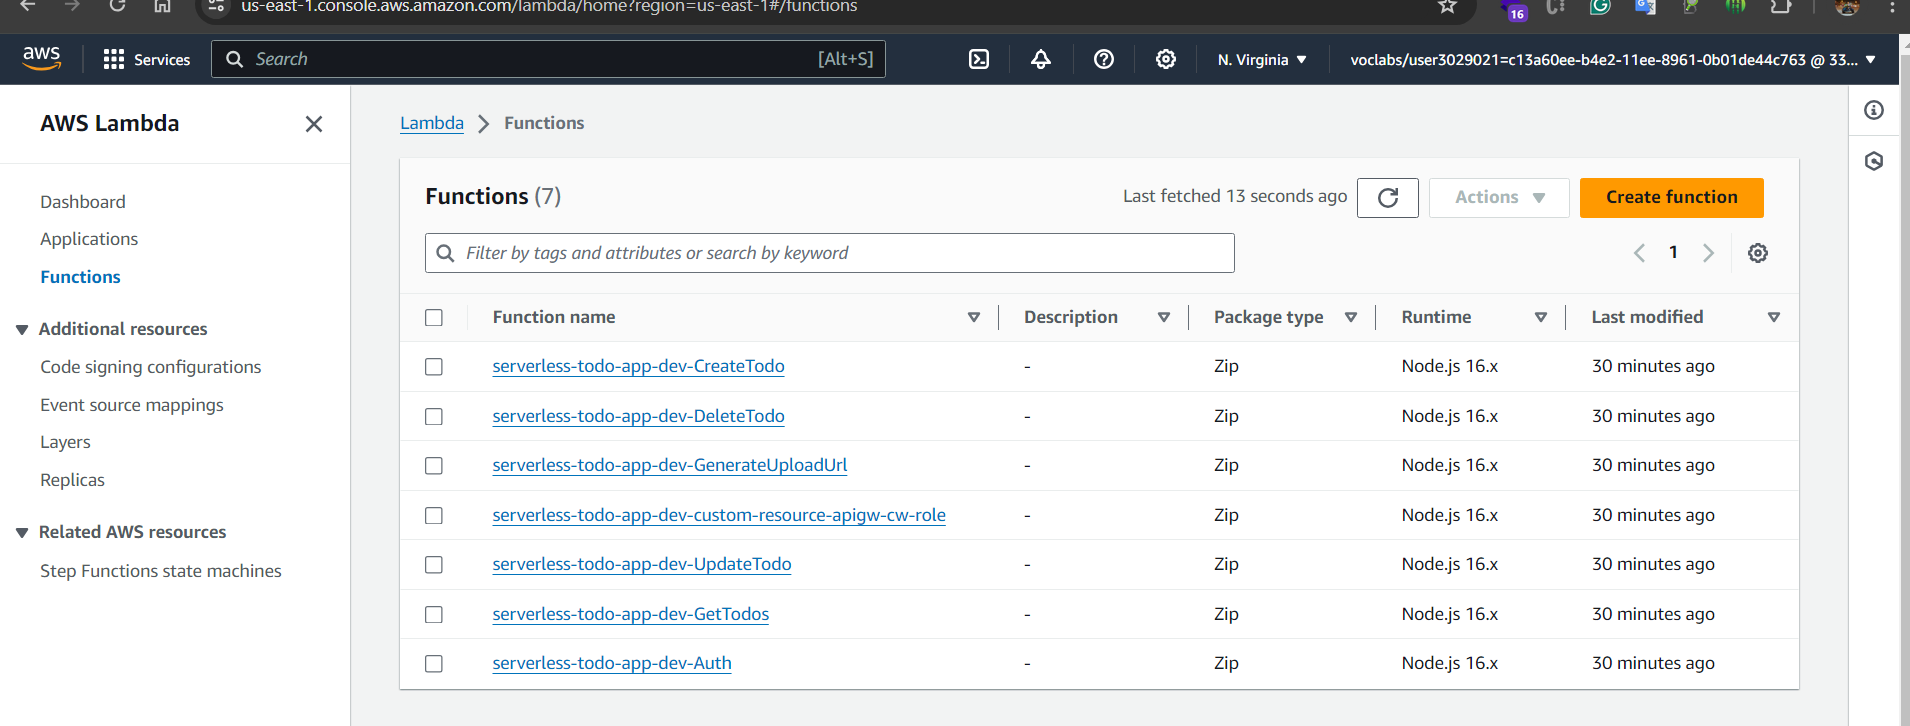 us-east-1.console.aws.amazon.com/lambda/home?region=us-east-1#/functions
16
aws
Services
Search
[Alt+S]
N. Virginia
voclabs/user3029021=c13a60ee-b4e2-11ee-8961-0b01de44c763 @ 33...
AWS Lambda
Dashboard
Applications
Functions
Additional resources
Code signing configurations
Event source mappings
Layers
Replicas
Related AWS resources
Step Functions state machines
Lambda > Functions
Functions (7)
Last fetched 13 seconds ago
Actions
Create function
Filter by tags and attributes or search by keyword
1
Function name Description Package type Runtime Last modified
serverless-todo-app-dev-CreateTodo - Zip Node.js 16.x 30 minutes ago
serverless-todo-app-dev-DeleteTodo - Zip Node.js 16.x 30 minutes ago
serverless-todo-app-dev-GenerateUploadUrl - Zip Node.js 16.x 30 minutes ago
serverless-todo-app-dev-custom-resource-apigw-cw-role - Zip Node.js 16.x 30 minutes ago
serverless-todo-app-dev-UpdateTodo - Zip Node.js 16.x 30 minutes ago
serverless-todo-app-dev-GetTodos - Zip Node.js 16.x 30 minutes ago
serverless-todo-app-dev-Auth - Zip Node.js 16.x 30 minutes ago